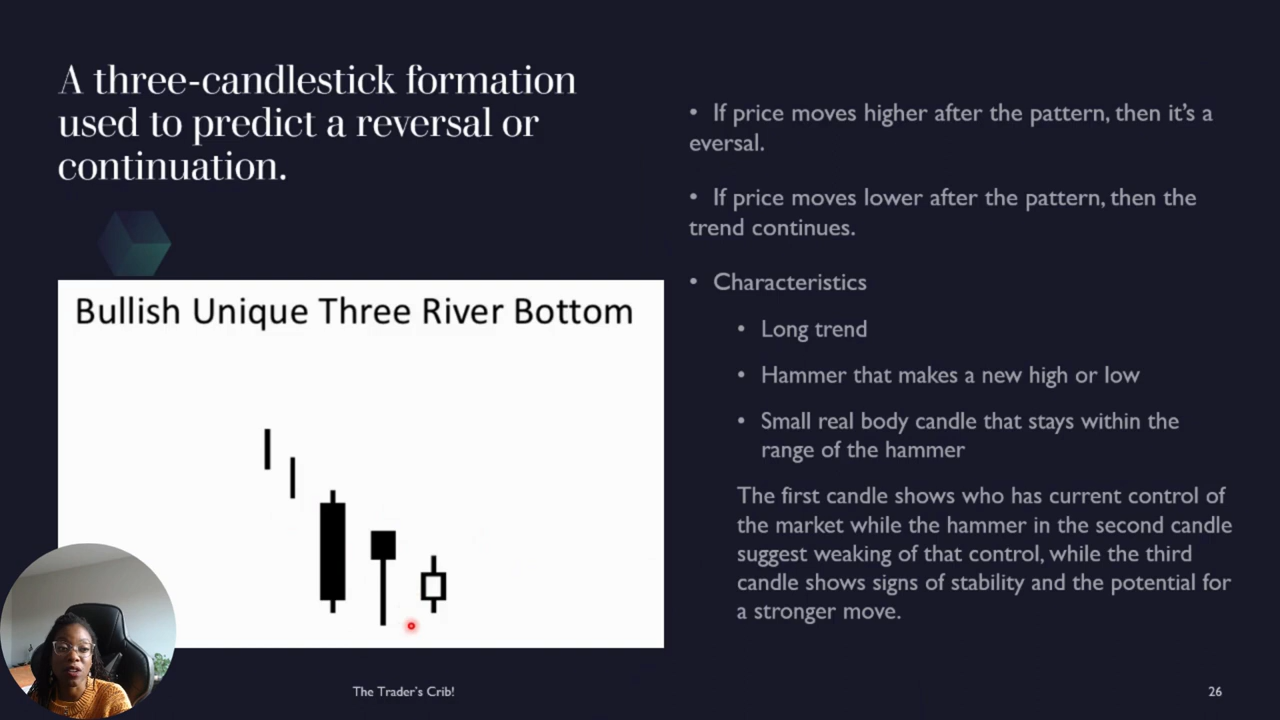 A three-candlestick formation
used to predict a reversal or
continuation.
Bullish Unique Three River Bottom
• If price moves higher after the pattern, then it's a
eversal.
• If price moves lower after the pattern, then the
trend continues.
• Characteristics
• Long trend
• Hammer that makes a new high or low
• Small real body candle that stays within the
range of the hammer
The first candle shows who has current control of
the market while the hammer in the second candle
suggest weaking of that control, while the third
candle shows signs of stability and the potential for
a stronger move.
The Trader's Crib!
26